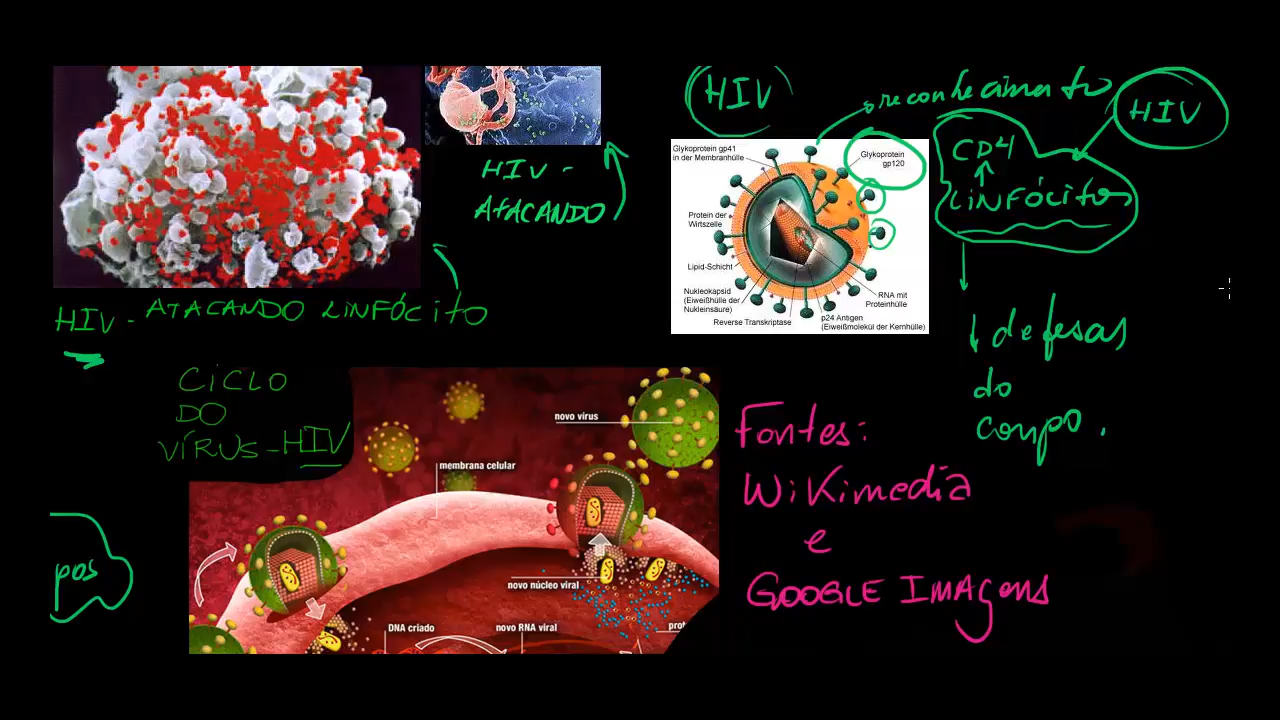 HIV -
ATACANDO
HIV - ATACANDO LINFÓCITO
HIV
reconhecimento
HIV
CD4
LINFÓCITOS
Glykoprotein gp41
in der Membranhülle
Glykoprotein
gp120
Protein der
Wirtszelle
Lipid-Schicht
Nukleokapsid
(Eiweißhülle der
Nukleinsäure)
Reverse Transkriptase
RNA mit
Proteinhülle
p24 Antigen
(Eiweißmolekül der Kernhülle)
↓ defesas
do
corpo.
CICLO
DO
VÍRUS-HIV
novo vírus
membrana celular
novo núcleo viral
DNA criado
novo RNA viral
prot
pos
Fontes:
WiKimedia
e
GOOGLE IMAgens